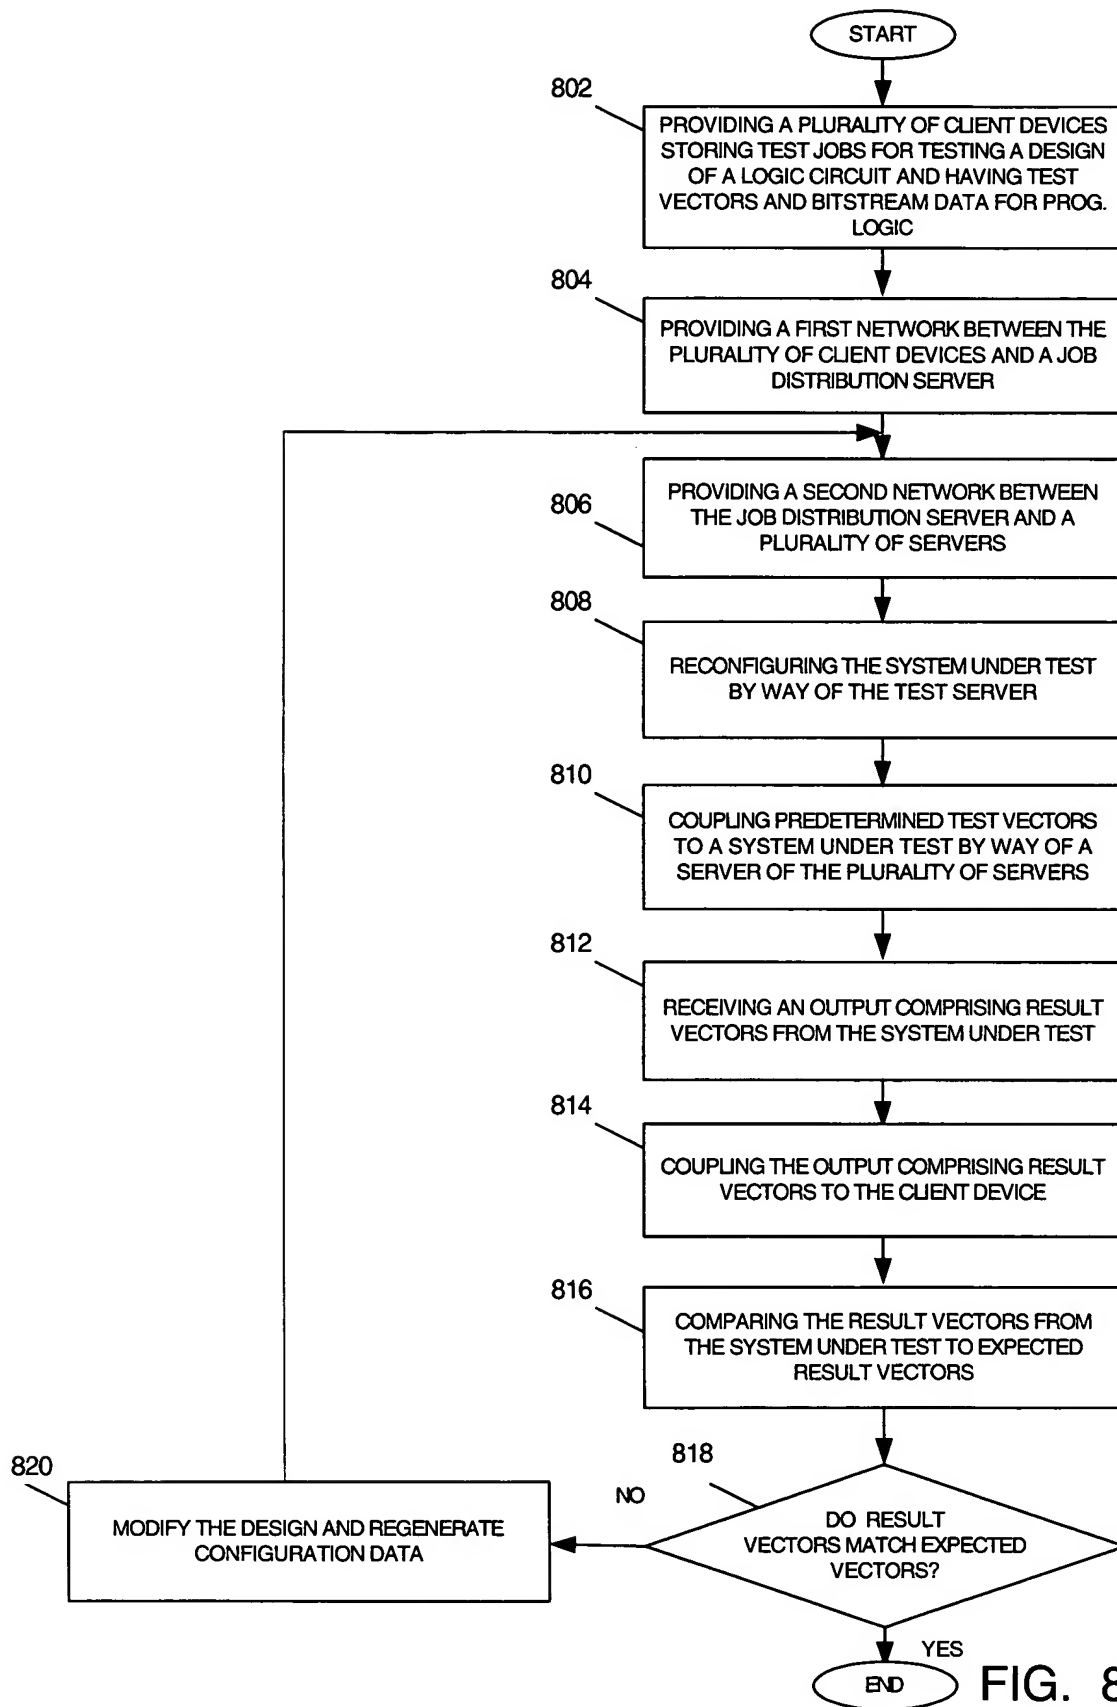 START
802
PROVIDING A PLURALITY OF CLIENT DEVICES
STORING TEST JOBS FOR TESTING A DESIGN
OF A LOGIC CIRCUIT AND HAVING TEST
VECTORS AND BITSTREAM DATA FOR PROG.
LOGIC
804
PROVIDING A FIRST NETWORK BETWEEN THE
PLURALITY OF CLIENT DEVICES AND A JOB
DISTRIBUTION SERVER
806
PROVIDING A SECOND NETWORK BETWEEN
THE JOB DISTRIBUTION SERVER AND A
PLURALITY OF SERVERS
808
RECONFIGURING THE SYSTEM UNDER TEST
BY WAY OF THE TEST SERVER
810
COUPLING PREDETERMINED TEST VECTORS
TO A SYSTEM UNDER TEST BY WAY OF A
SERVER OF THE PLURALITY OF SERVERS
812
RECEIVING AN OUTPUT COMPRISING RESULT
VECTORS FROM THE SYSTEM UNDER TEST
814
COUPLING THE OUTPUT COMPRISING RESULT
VECTORS TO THE CLIENT DEVICE
816
COMPARING THE RESULT VECTORS FROM
THE SYSTEM UNDER TEST TO EXPECTED
RESULT VECTORS
818
DO RESULT
VECTORS MATCH EXPECTED
VECTORS?
NO
820
MODIFY THE DESIGN AND REGENERATE
CONFIGURATION DATA
YES
END
FIG. 8